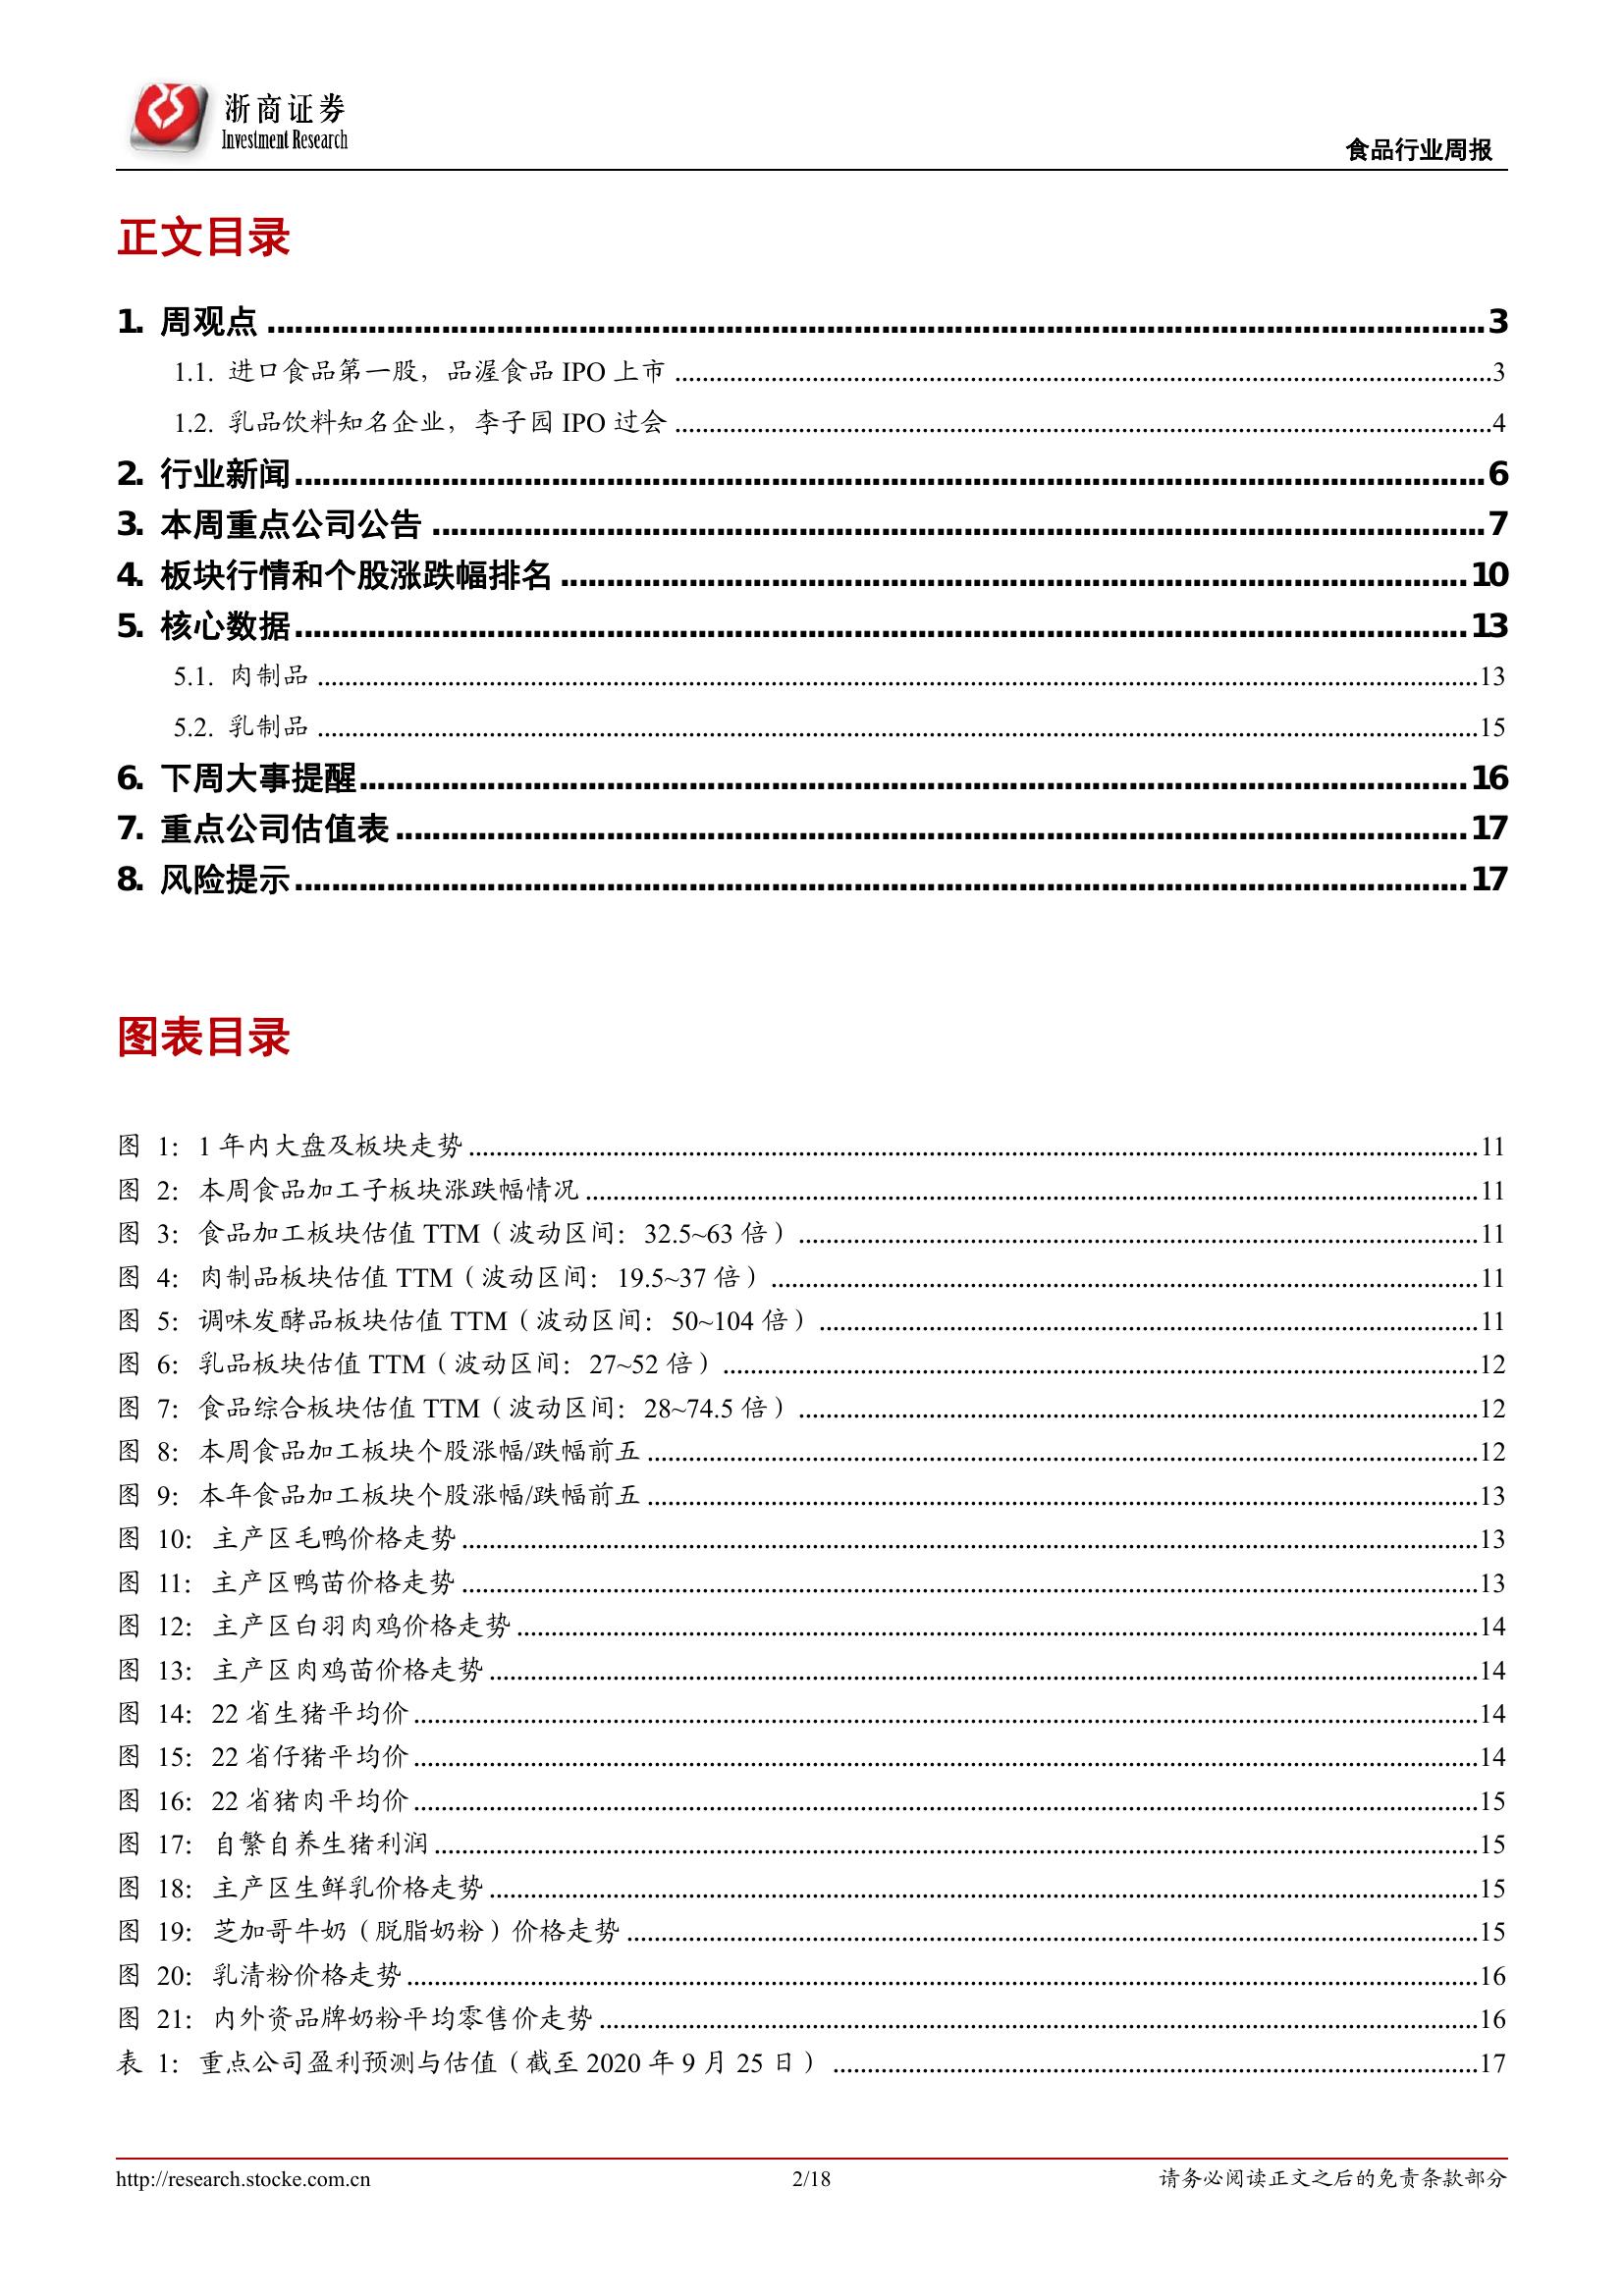 浙商证券
Investment Research
食品行业周报
正文目录
1. 周观点 ........ 3
1.1. 进口食品第一股，品渥食品 IPO 上市 ........ 3
1.2. 乳品饮料知名企业，李子园 IPO 过会 ........ 4
2. 行业新闻 ........ 6
3. 本周重点公司公告 ........ 7
4. 板块行情和个股涨跌幅排名 ........ 10
5. 核心数据 ........ 13
5.1. 肉制品 ........ 13
5.2. 乳制品 ........ 15
6. 下周大事提醒 ........ 16
7. 重点公司估值表 ........ 17
8. 风险提示 ........ 17
图表目录
图 1：1 年内大盘及板块走势 ........ 11
图 2：本周食品加工子板块涨跌幅情况 ........ 11
图 3：食品加工板块估值 TTM（波动区间：32.5~63 倍） ........ 11
图 4：肉制品板块估值 TTM（波动区间：19.5~37 倍） ........ 11
图 5：调味发酵品板块估值 TTM（波动区间：50~104 倍） ........ 11
图 6：乳品板块估值 TTM（波动区间：27~52 倍） ........ 12
图 7：食品综合板块估值 TTM（波动区间：28~74.5 倍） ........ 12
图 8：本周食品加工板块个股涨幅/跌幅前五 ........ 12
图 9：本年食品加工板块个股涨幅/跌幅前五 ........ 13
图 10：主产区毛鸭价格走势 ........ 13
图 11：主产区鸭苗价格走势 ........ 13
图 12：主产区白羽肉鸡价格走势 ........ 14
图 13：主产区肉鸡苗价格走势 ........ 14
图 14：22 省生猪平均价 ........ 14
图 15：22 省仔猪平均价 ........ 14
图 16：22 省猪肉平均价 ........ 15
图 17：自繁自养生猪利润 ........ 15
图 18：主产区生鲜乳价格走势 ........ 15
图 19：芝加哥牛奶（脱脂奶粉）价格走势 ........ 15
图 20：乳清粉价格走势 ........ 16
图 21：内外资品牌奶粉平均零售价走势 ........ 16
表 1：重点公司盈利预测与估值（截至 2020 年 9 月 25 日） ........ 17
http://research.stocke.com.cn 2/18 请务必阅读正文之后的免责条款部分